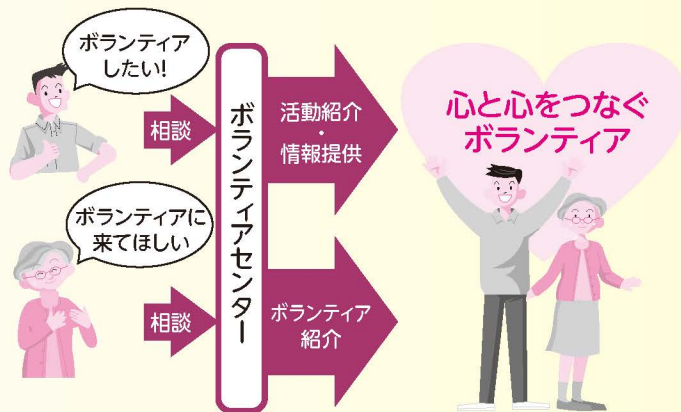 ボランティア
したい!
相談
ボランティアに
来てほしい
相談
ボランティアセンター
活動紹介
・
情報提供
ボランティア
紹介
心と心をつなぐ
ボランティア